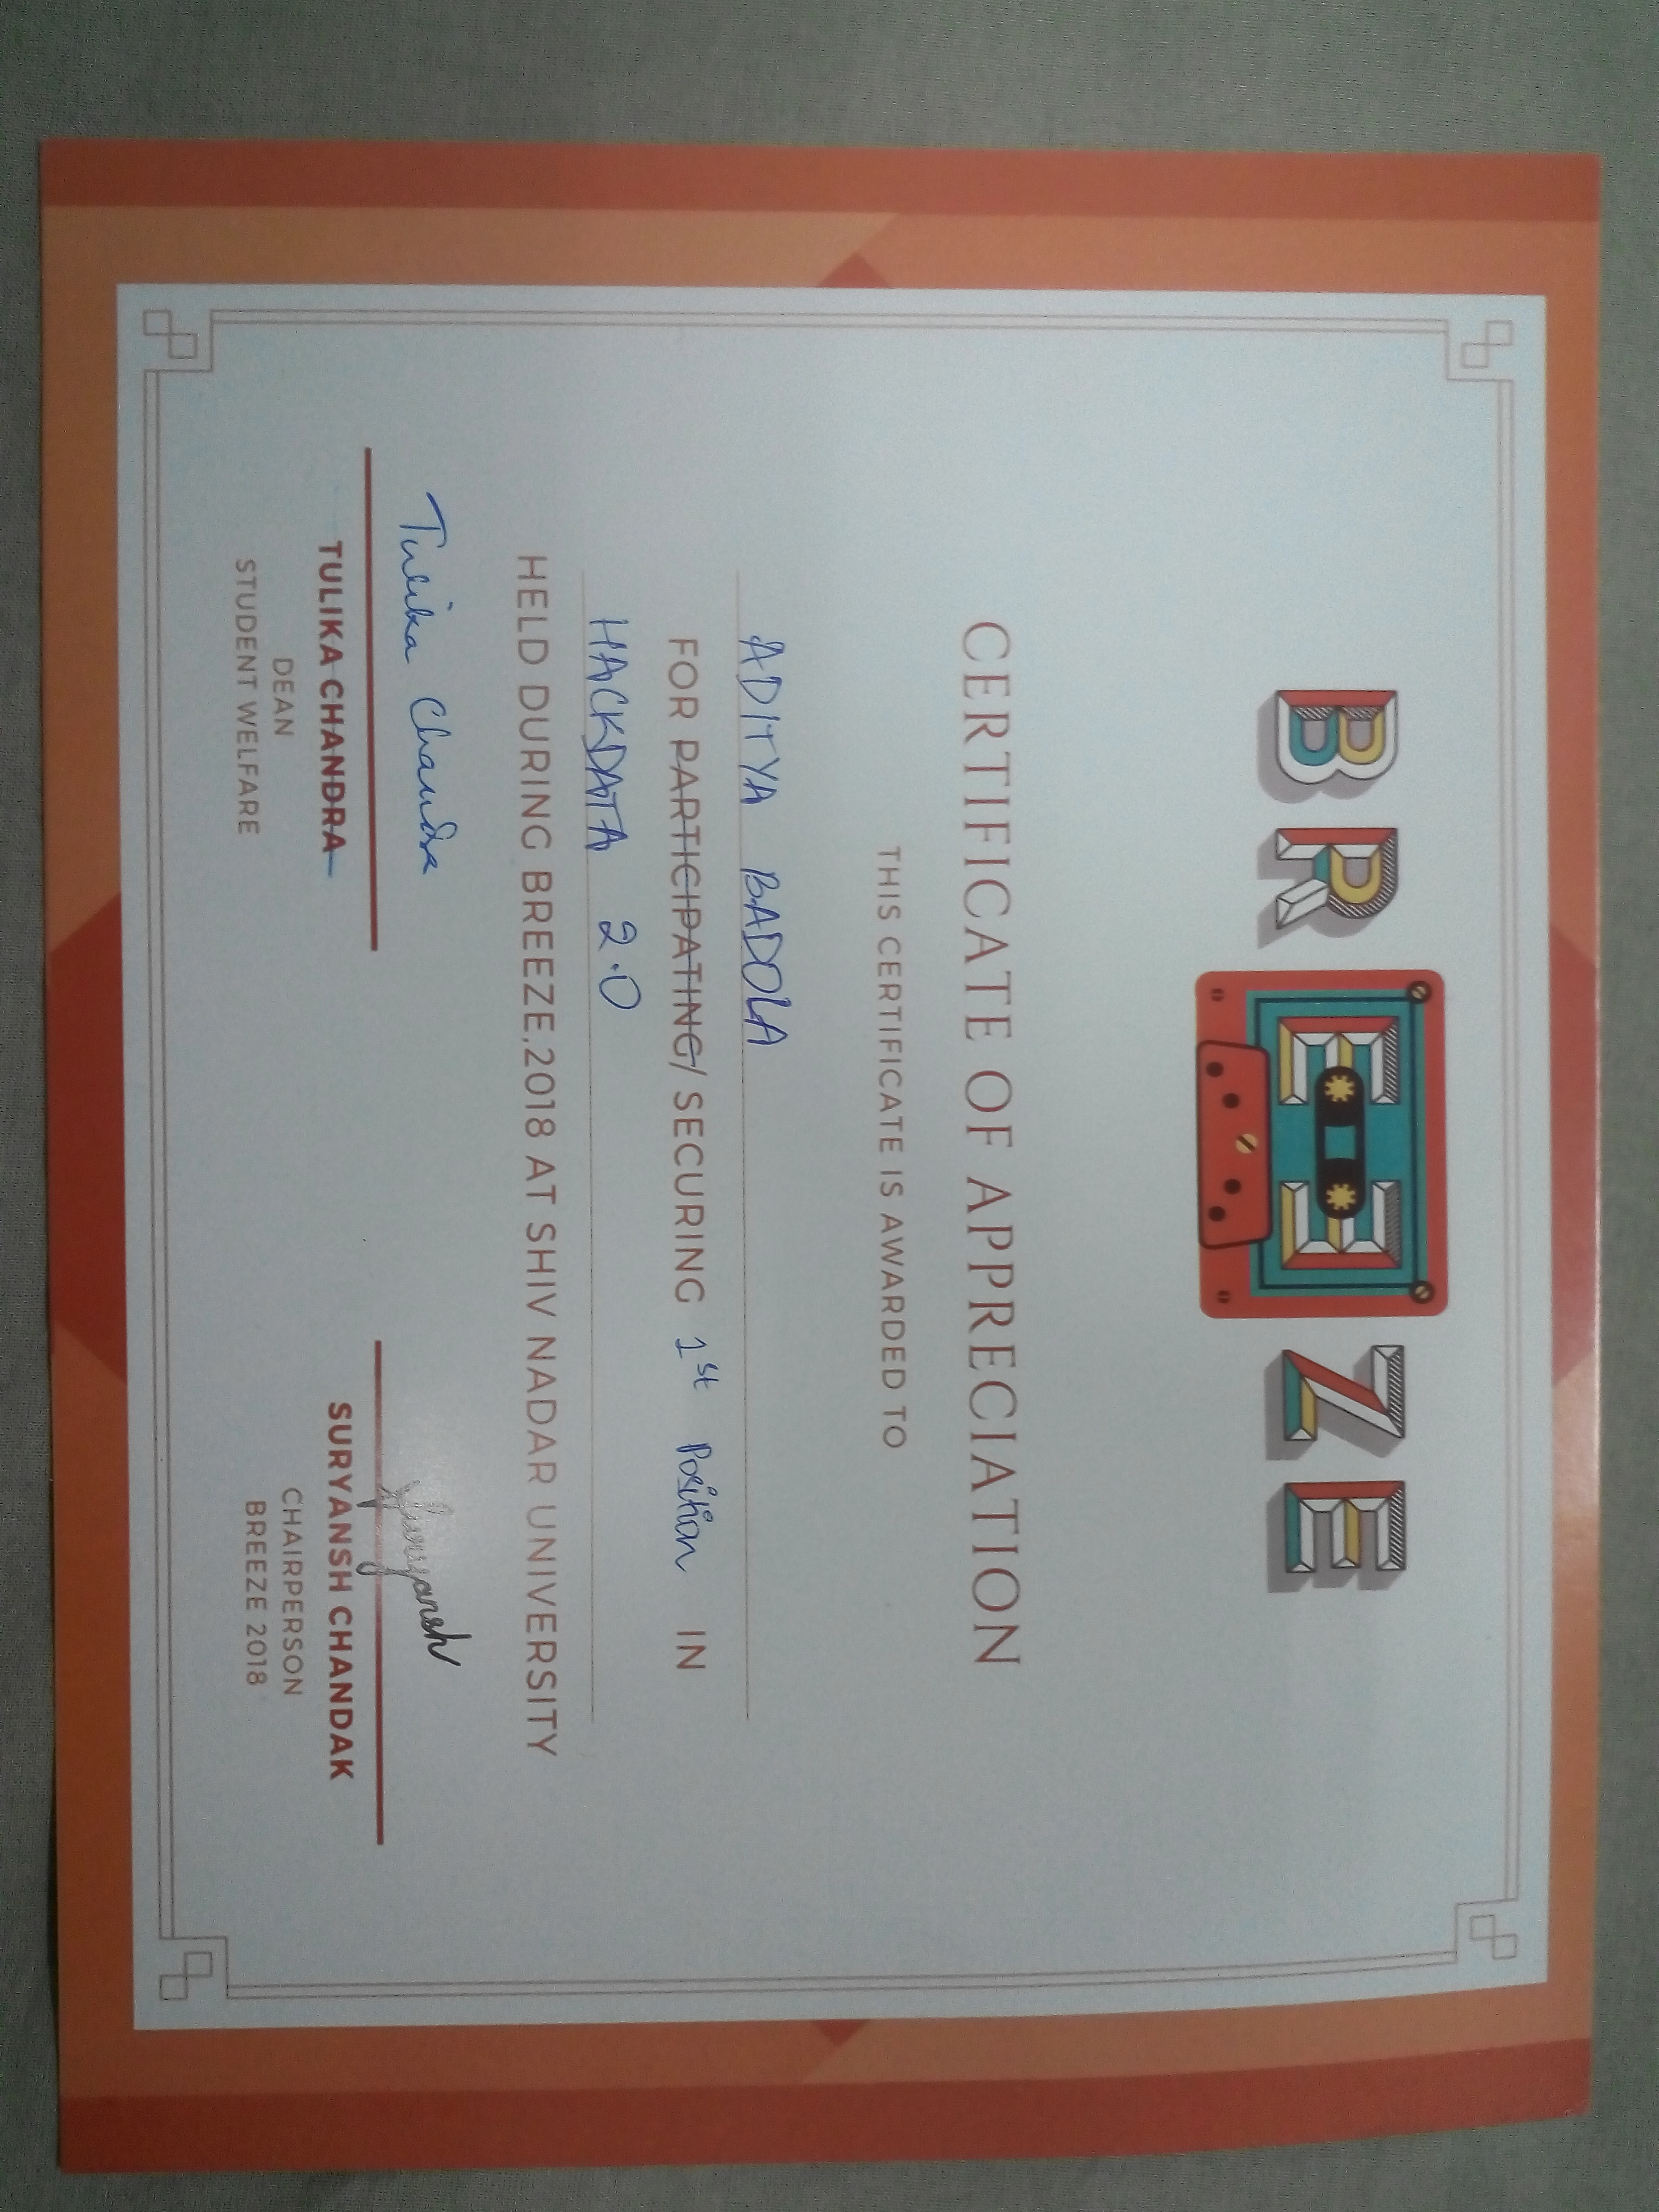 BREEZE
CERTIFICATE OF APPRECIATION
THIS CERTIFICATE IS AWARDED TO
ADITYA BADOLA
FOR PARTICIPATING/ SECURING 1st Position IN
HACKDATA 2.0
HELD DURING BREEZE,2018 AT SHIV NADAR UNIVERSITY
Tulika Chandra
Suryansh
TULIKA CHANDRA
DEAN
STUDENT WELFARE
SURYANSH CHANDAK
CHAIRPERSON
BREEZE 2018